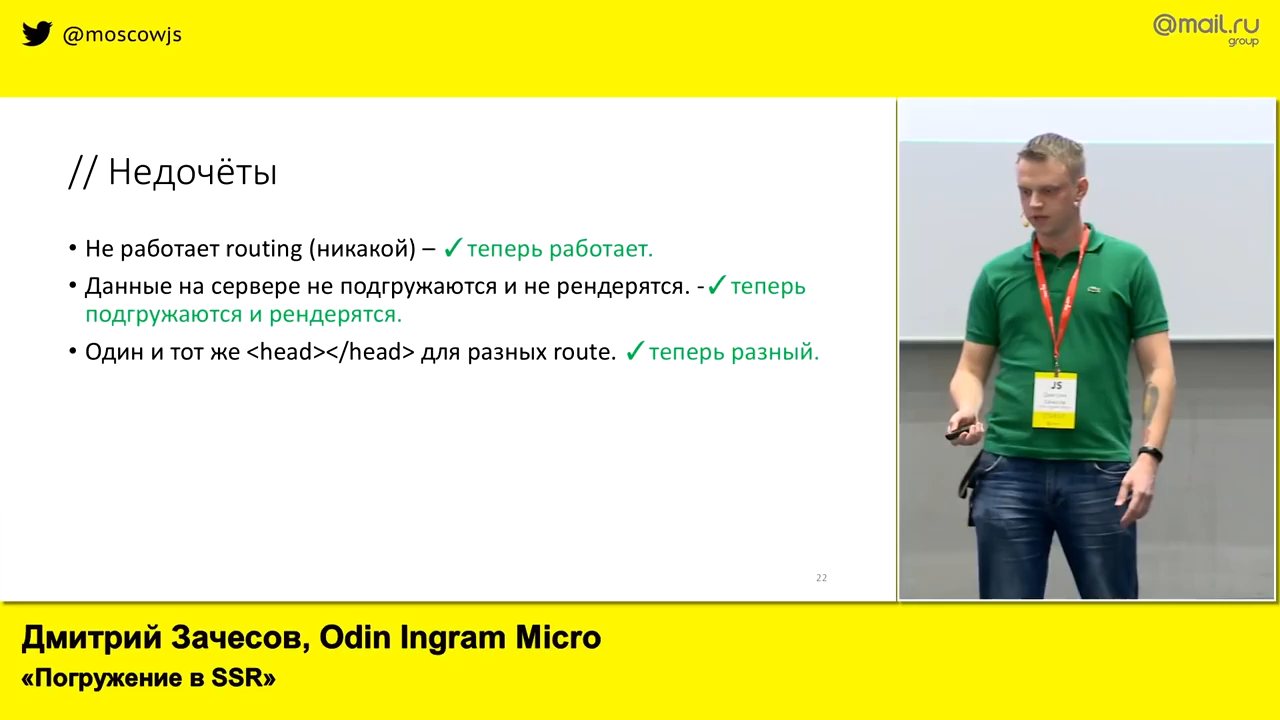 @moscowjs
@mail.ru
group
// Недочёты
• Не работает routing (никакой) – ✓теперь работает.
• Данные на сервере не подгружаются и не рендерятся. -✓теперь
подгружаются и рендерятся.
• Один и тот же <head></head> для разных route. ✓теперь разный.
22
JS
Дмитрий Зачесов, Odin Ingram Micro
«Погружение в SSR»